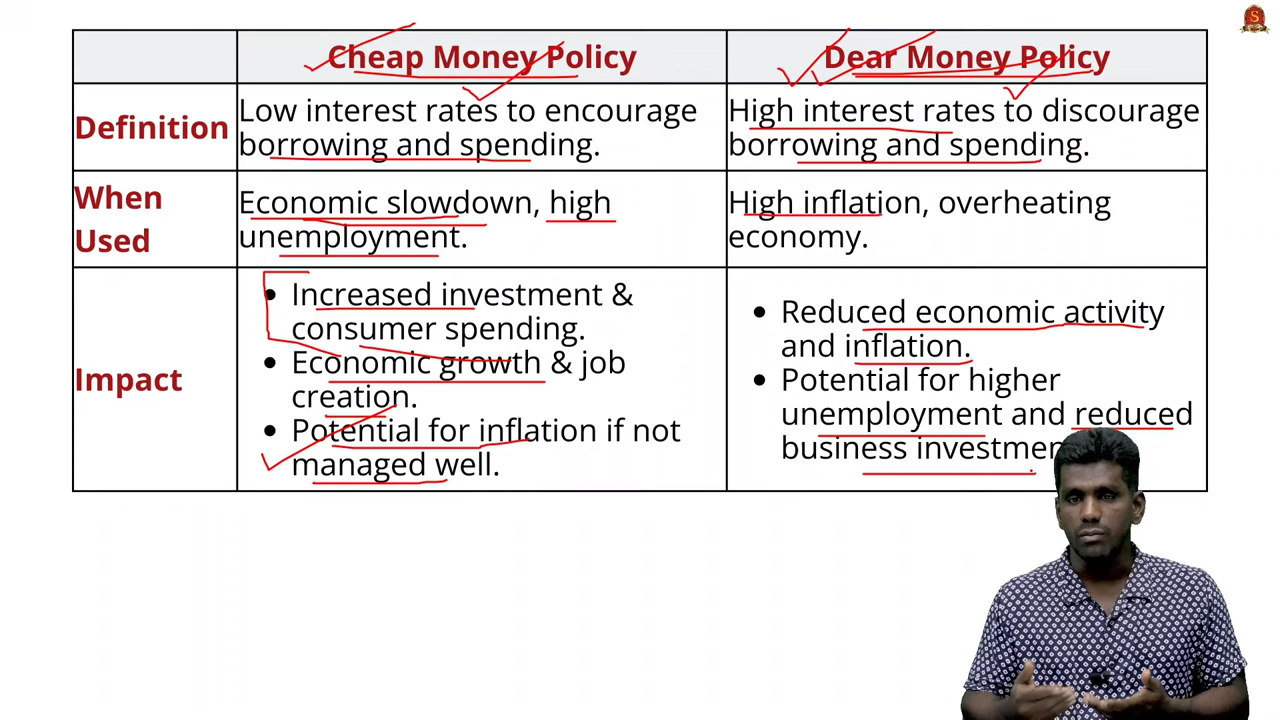 Cheap Money Policy
Dear Money Policy
Definition
Low interest rates to encourage
borrowing and spending.
High interest rates to discourage
borrowing and spending.
When
Used
Economic slowdown, high
unemployment.
High inflation, overheating
economy.
Impact
• Increased investment &
consumer spending.
• Economic growth & job
creation.
• Potential for inflation if not
managed well.
• Reduced economic activity
and inflation.
• Potential for higher
unemployment and reduced
business
S